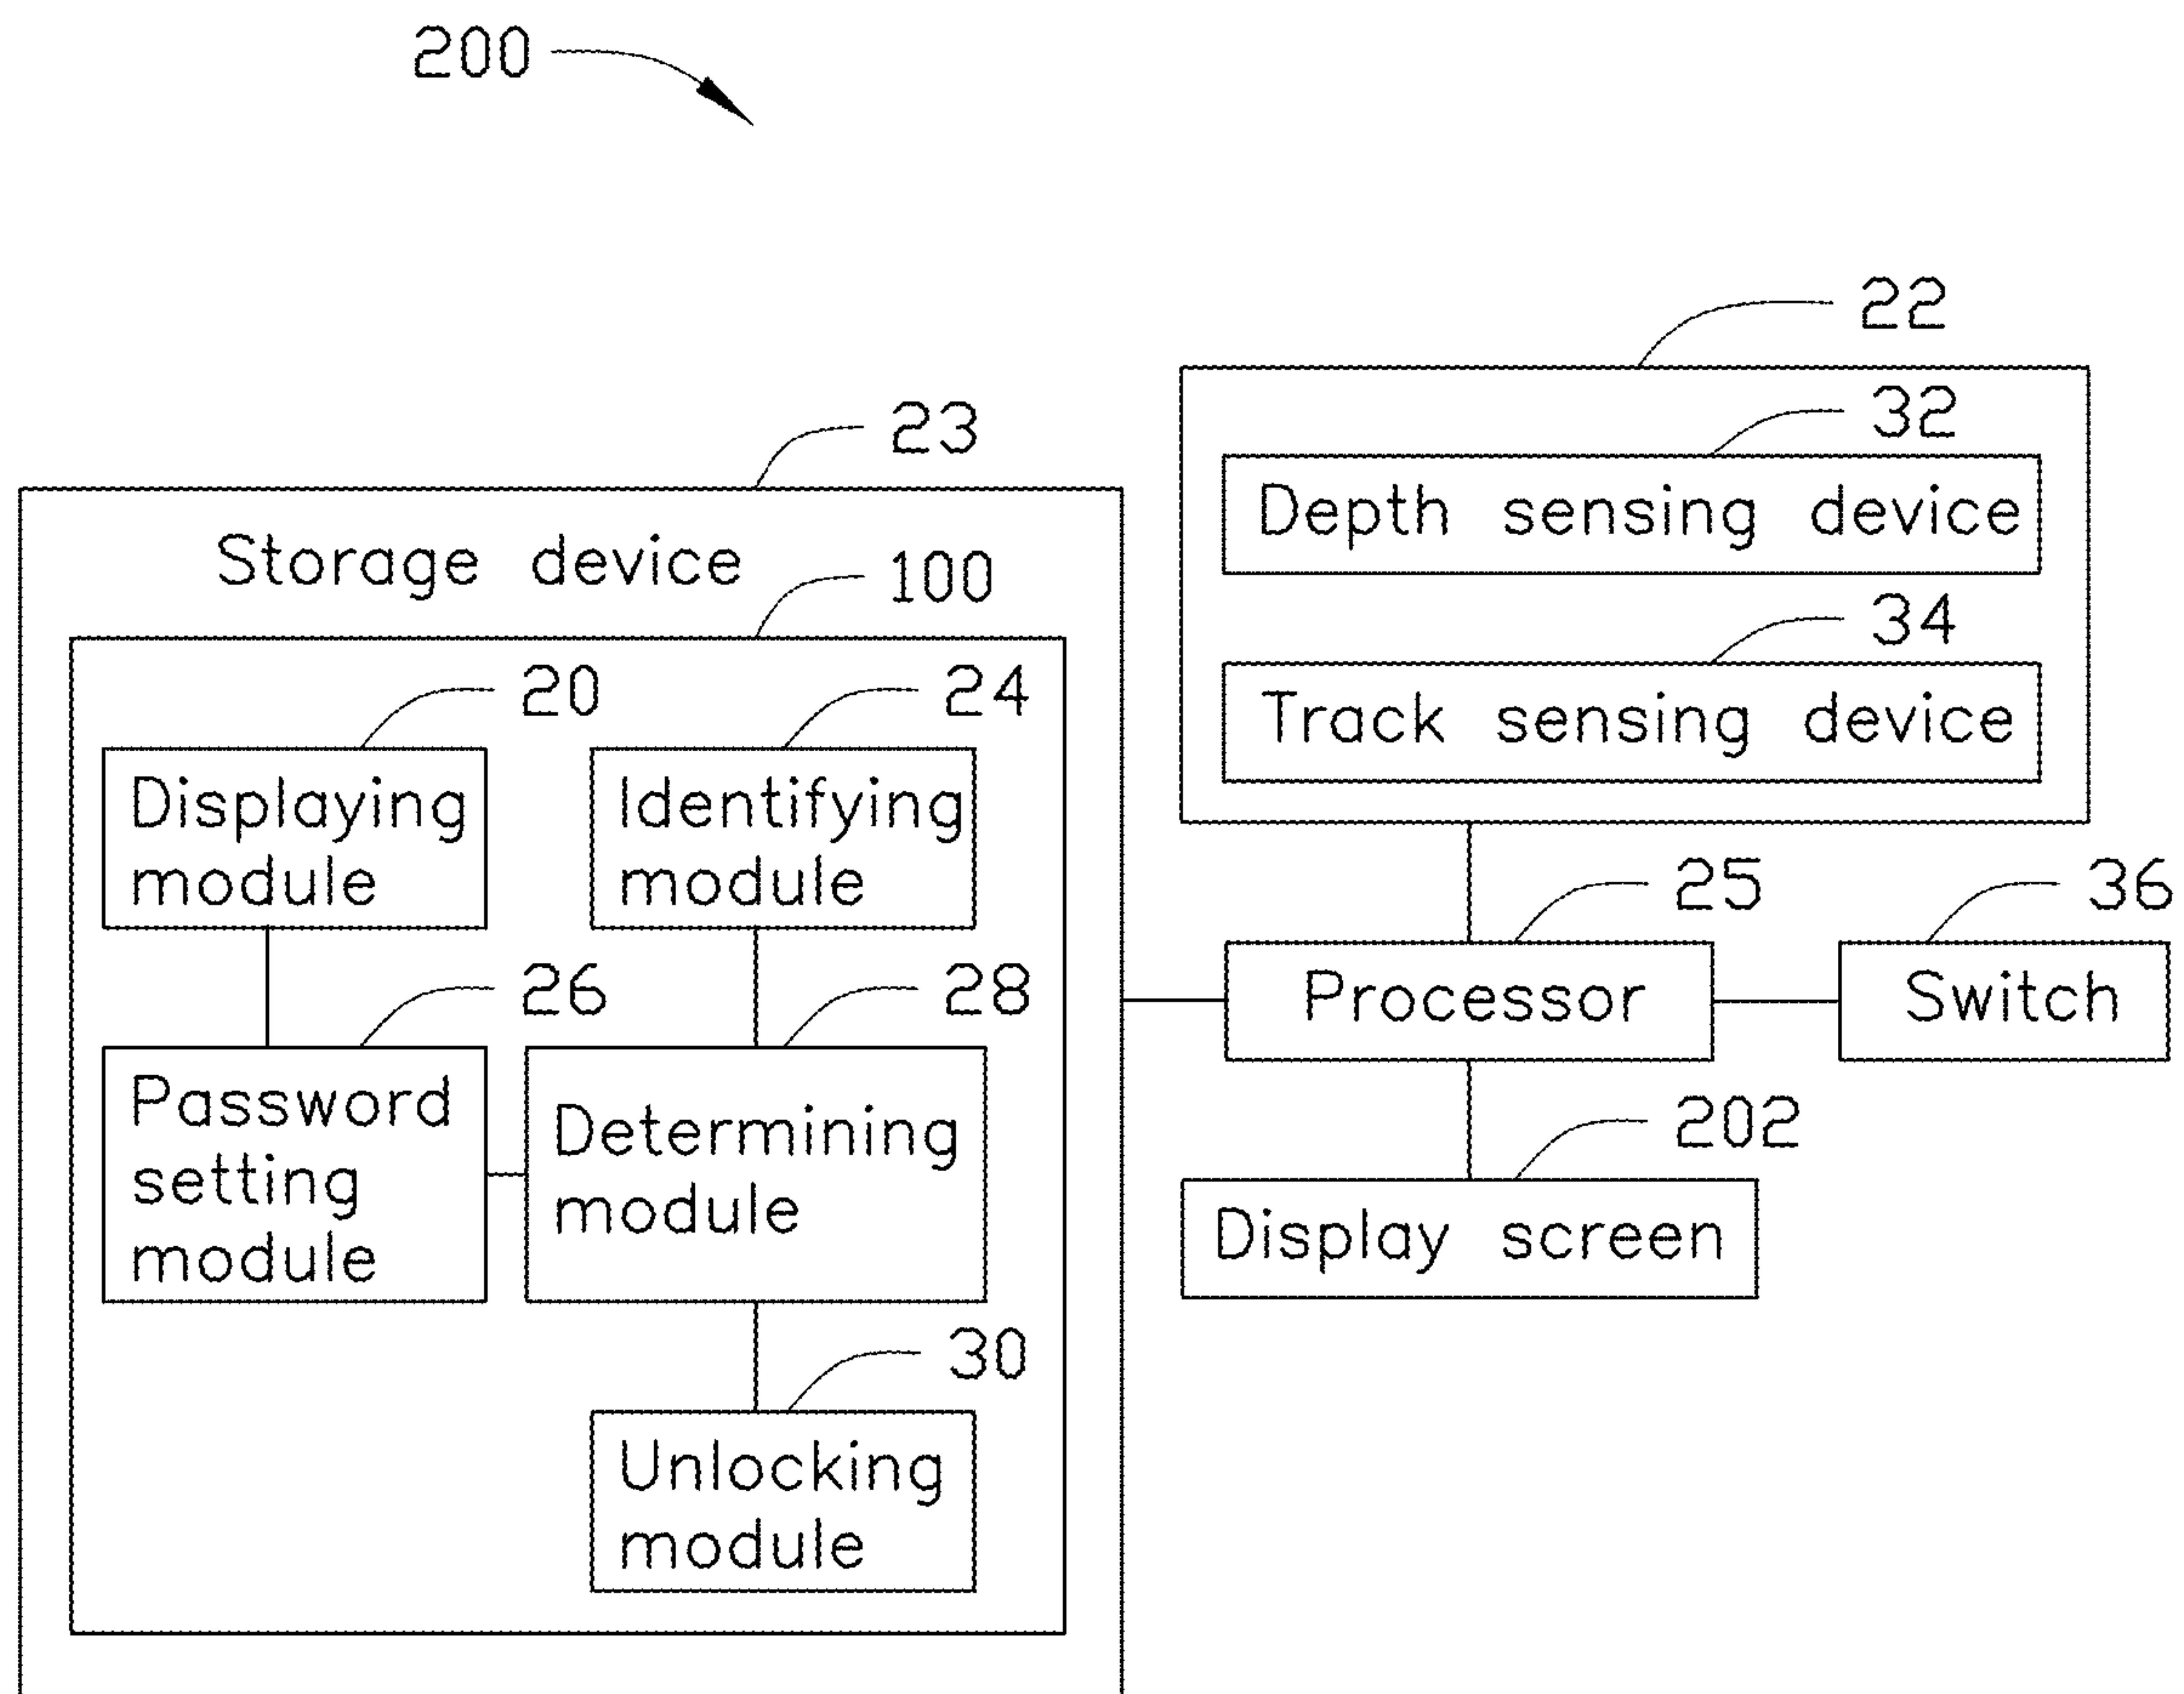 200
22
32
Depth sensing device
34
Track sensing device
23
Storage device
100
20
24
Displaying
module
Identifying
module
26
28
Password
setting
module
Determining
module
30
Unlocking
module
25
36
Processor
Switch
202
Display screen